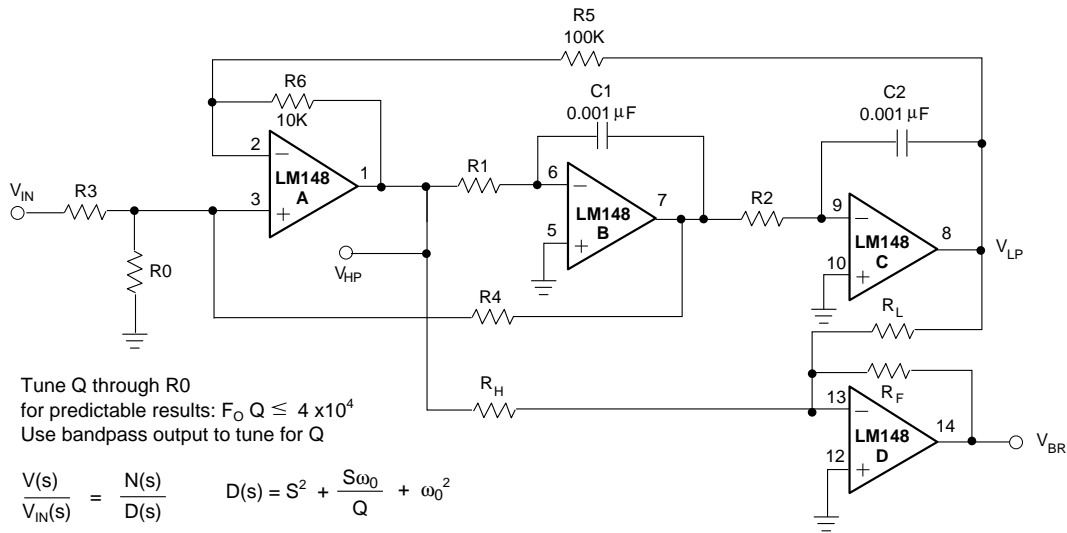 R5
100K
R6
10K
C1
0.001 µF
C2
0.001 µF
2
−
LM148
A
1
3
+
V_IN
R3
R0
R1
6
−
LM148
B
7
5
+
R2
9
−
LM148
C
8
10
+
V_LP
V_HP
R4
R_L
R_H
R_F
13
−
LM148
D
14
12
+
V_BR
Tune Q through R0
for predictable results: F_O Q ≤ 4 x10^4
Use bandpass output to tune for Q
V(s)/V_IN(s) = N(s)/D(s)
D(s) = S^2 + Sω_0/Q + ω_0^2